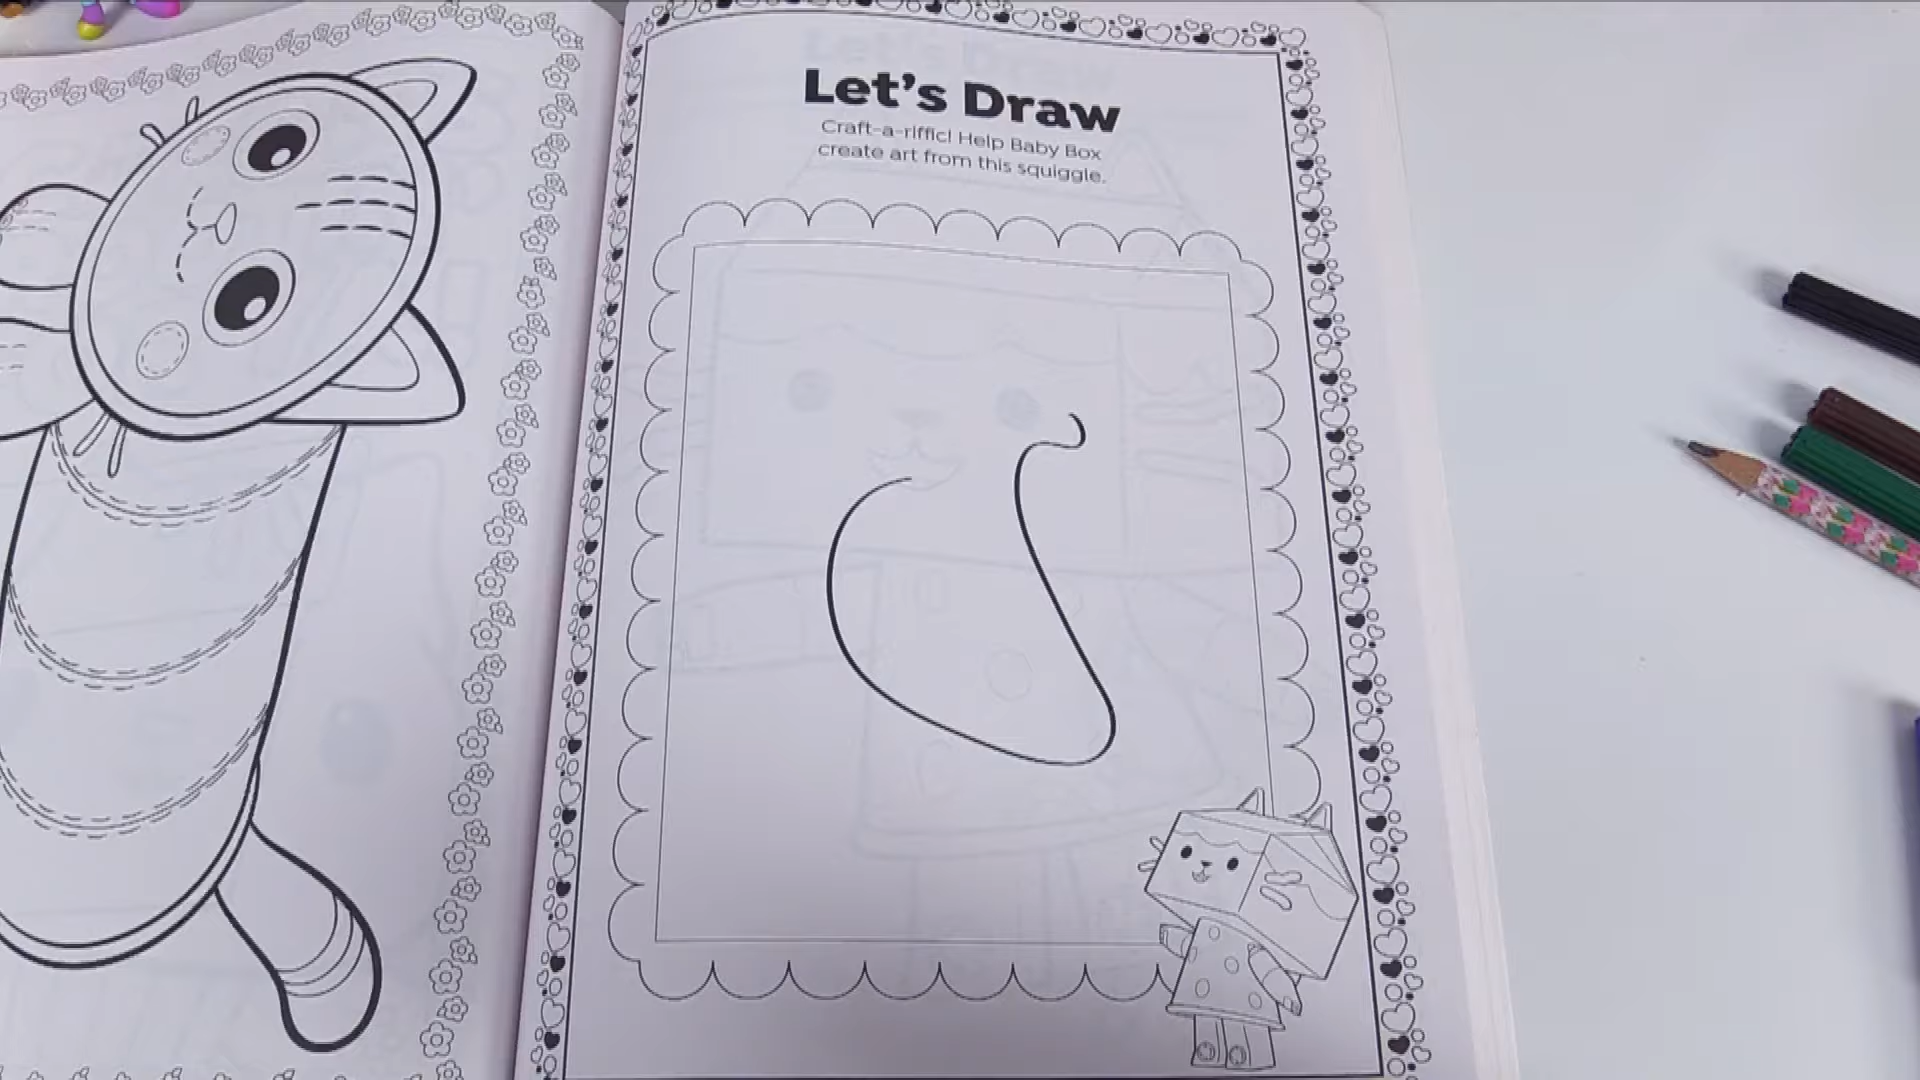 Let's Draw
Craft-a-riffic! Help Baby Box
create art from this squiggle.